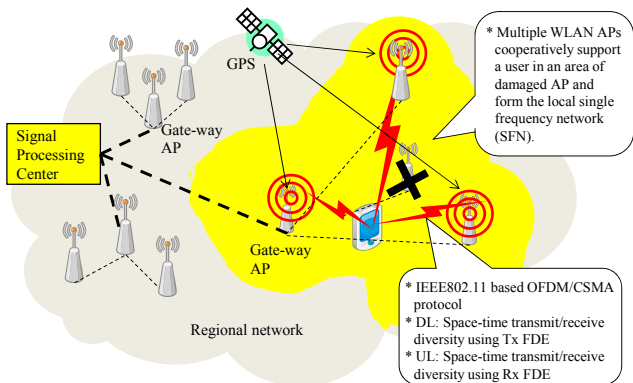 * Multiple WLAN APs
cooperatively support
a user in an area of
damaged AP and
form the local single
frequency network
(SFN).
GPS
Gate-way
AP
Signal
Processing
Center
Gate-way
AP
Regional network
* IEEE802.11 based OFDM/CSMA
protocol
* DL: Space-time transmit/receive
diversity using Tx FDE
* UL: Space-time transmit/receive
diversity using Rx FDE